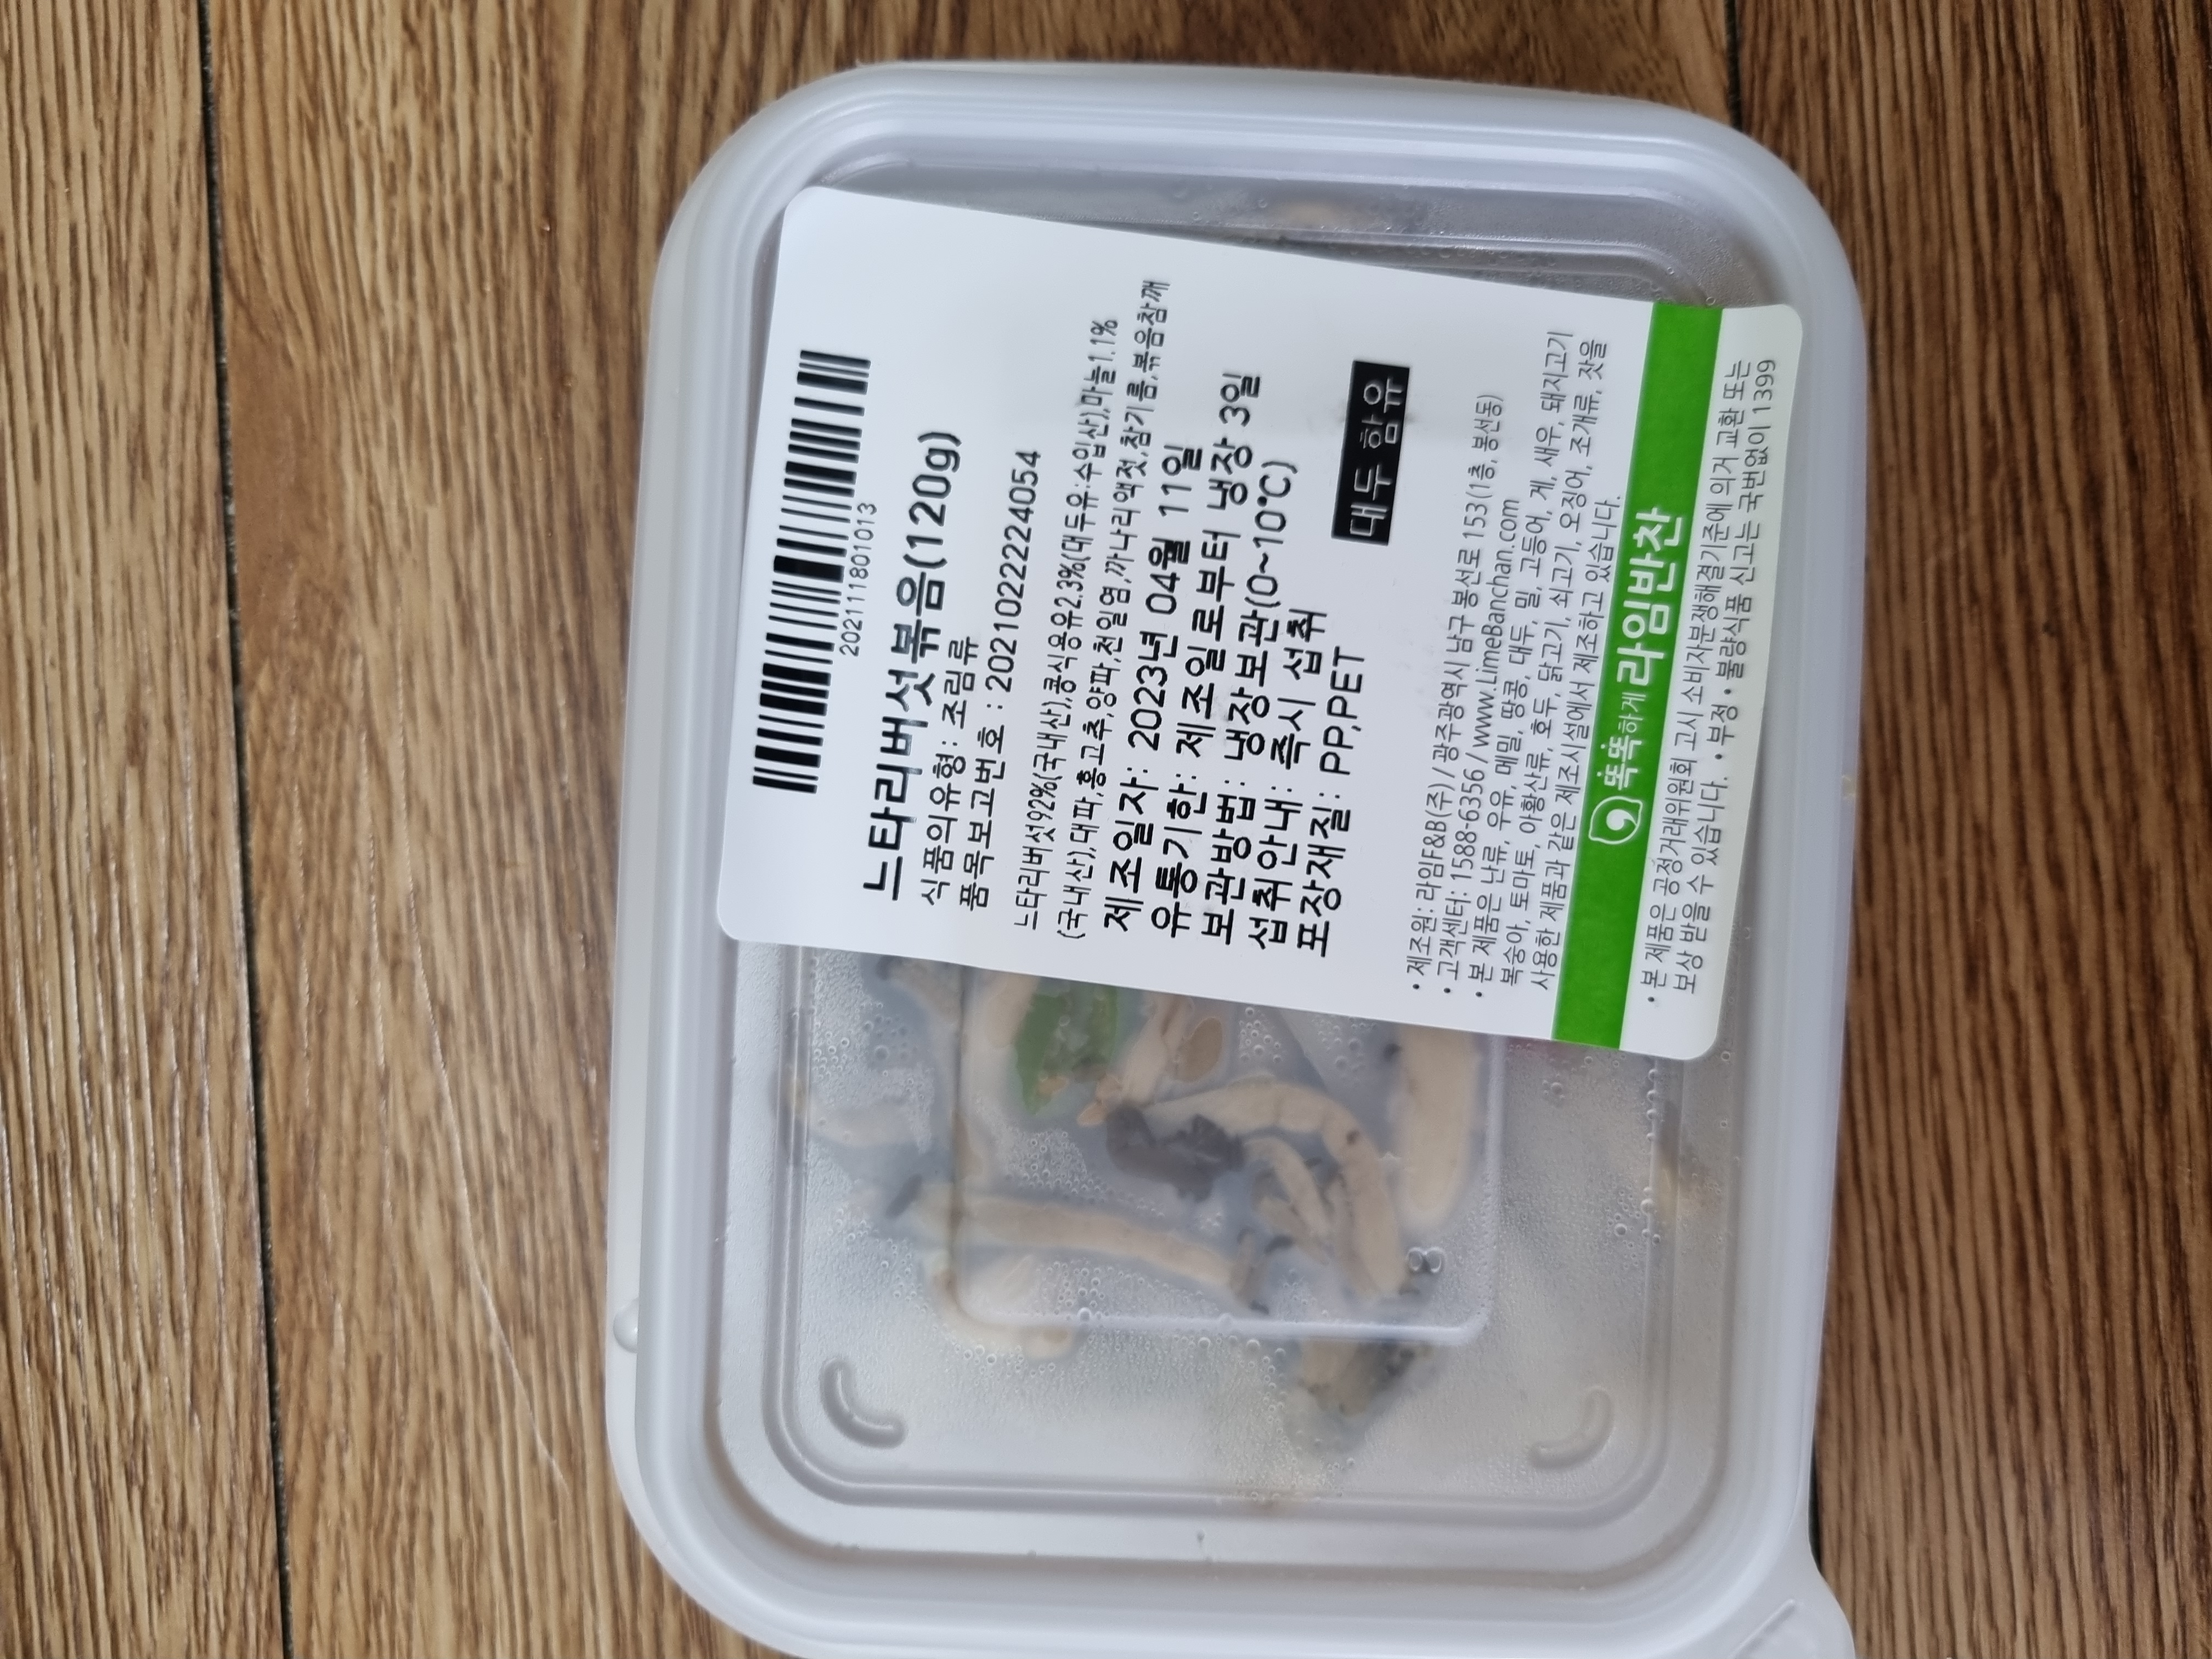 202111801013
느타리버섯볶음(120g)
식품의유형: 조림류
품목보고번호 : 20210222224054
느타리버섯92%(국내산),콩식용유2.3%(대두유:수입산),마늘1.1%
(국내산),대파,홍고추,양파,천일염,까나리액젓,참기름,볶음참깨
제조일자: 2023년 04월 11일
유통기한: 제조일로부터 냉장 3일
보관방법: 냉장보관(0~10℃)
섭취안내: 즉시 섭취
포장재질: PP,PET
대두 함유
• 제조원: 라임F&B(주) / 광주광역시 남구 봉선로 153(1층, 봉선동)
• 고객센터: 1588-6356 / www.LimeBanchan.com
• 본 제품은 난류, 우유, 메밀, 땅콩, 대두, 밀, 고등어, 게, 새우, 돼지고기
복숭아, 토마토, 아황산류, 호두, 닭고기, 쇠고기, 오징어, 조개류, 잣을
사용한 제품과 같은 제조시설에서 제조하고 있습니다.
똑똑하게 라임반찬
• 본 제품은 공정거래위원회 고시 소비자분쟁해결기준에 의거 교환 또는
보상 받을 수 있습니다. • 부정 • 불량식품 신고는 국번없이 1399
8